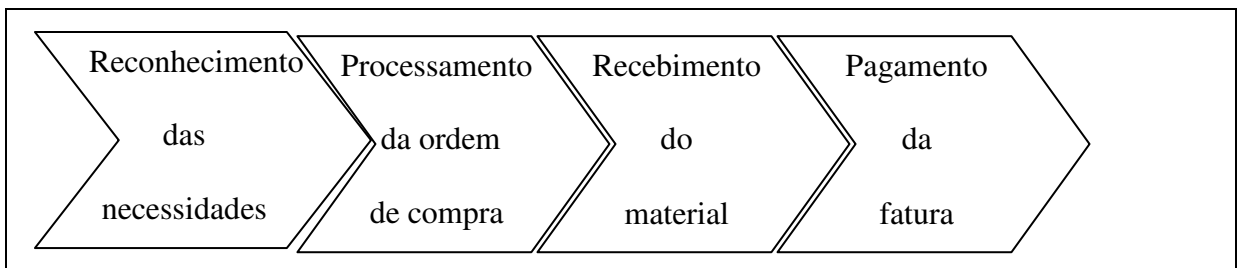 Reconhecimento
das
necessidades
Processamento
da ordem
de compra
Recebimento
do
material
Pagamento
da
fatura